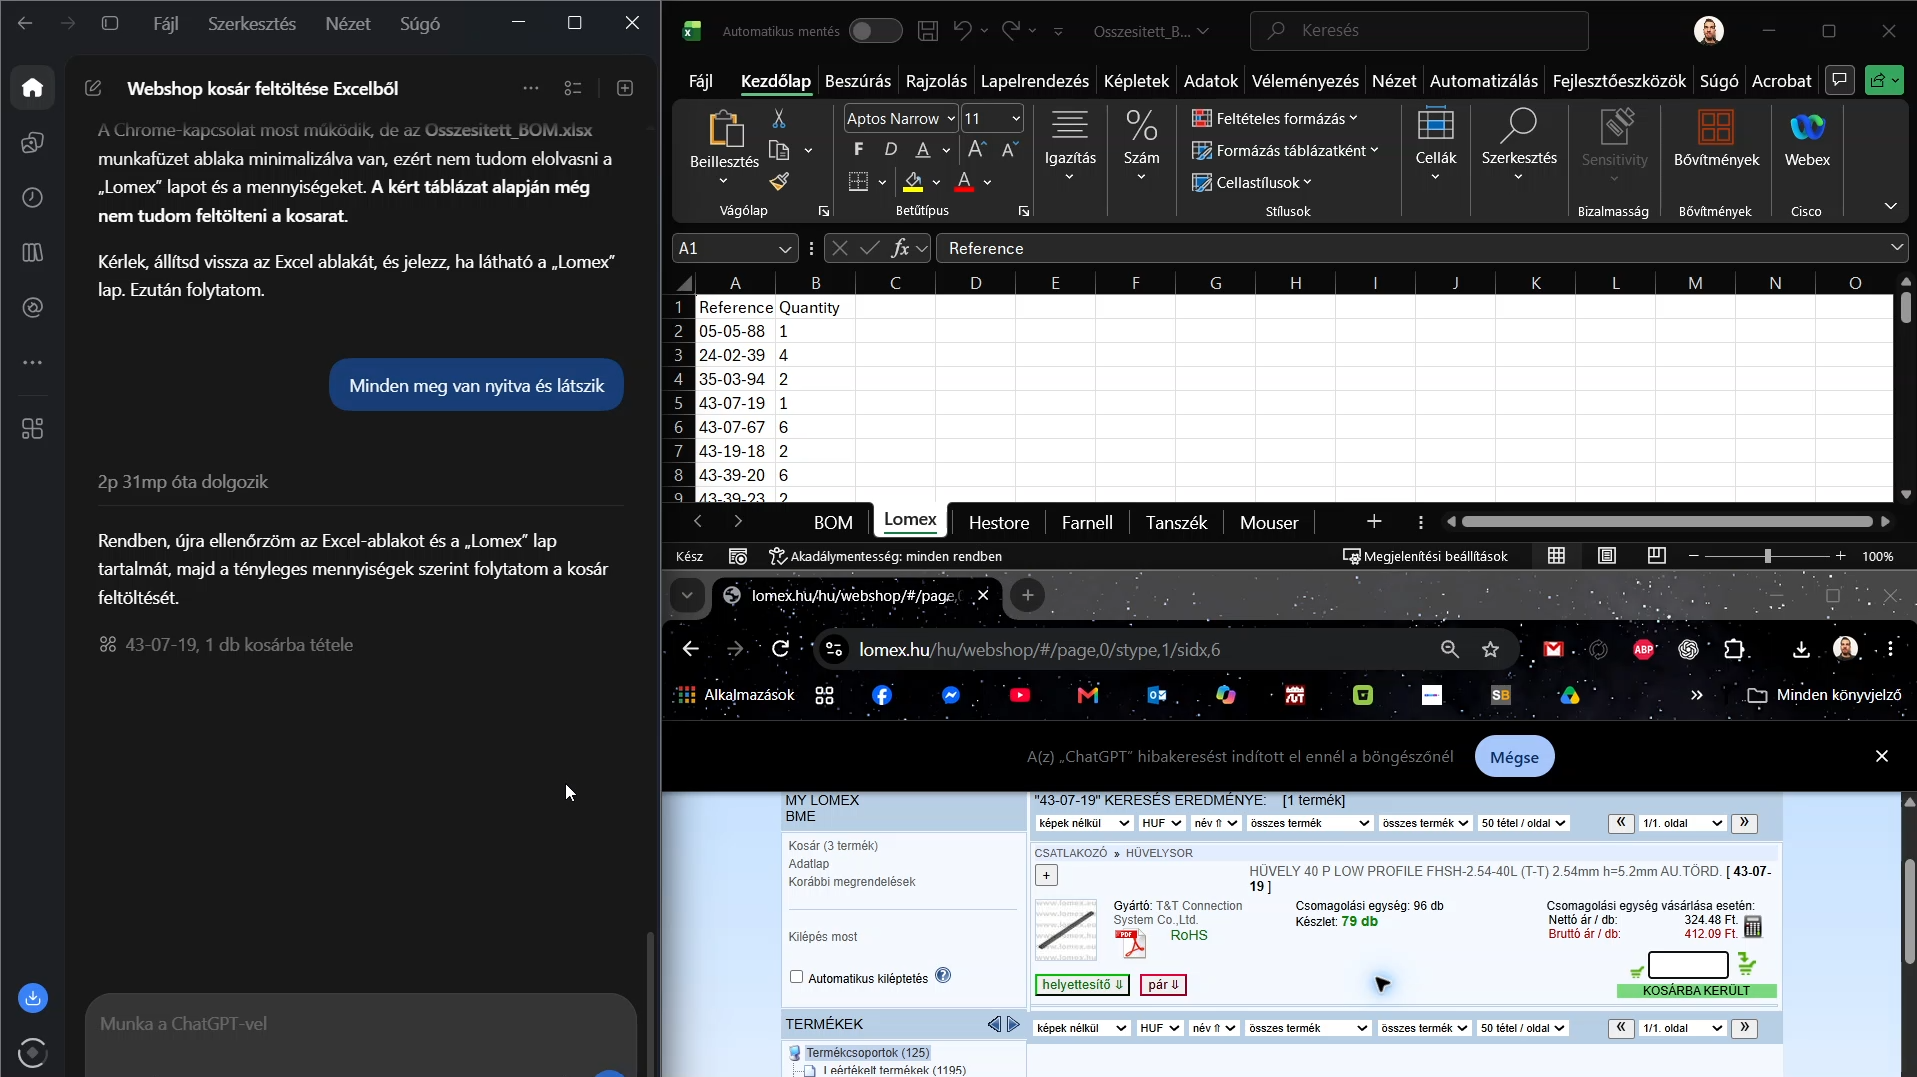 Fájl Szerkesztés Nézet Súgó
Webshop kosár feltöltése Excelből
A Chrome-kapcsolat most működik, de az Osszesitett_BOM.xlsx
munkafüzet ablaka minimalizálva van, ezért nem tudom elolvasni a
„Lomex” lapot és a mennyiségeket. A kért táblázat alapján még
nem tudom feltölteni a kosarat.
Kérlek, állítsd vissza az Excel ablakát, és jelezz, ha látható a „Lomex”
lap. Ezután folytatom.
Minden meg van nyitva és látszik
2p 31mp óta dolgozik
Rendben, újra ellenőrzöm az Excel-ablakot és a „Lomex” lap
tartalmát, majd a tényleges mennyiségek szerint folytatom a kosár
feltöltését.
43-07-19, 1 db kosárba tétele
Munka a ChatGPT-vel
Automatikus mentés Osszesitett_B... Keresés
Fájl Kezdőlap Beszúrás Rajzolás Lapelrendezés Képletek Adatok Véleményezés Nézet Automatizálás Fejlesztőeszközök Súgó Acrobat
Beillesztés Aptos Narrow 11 Igazítás Szám Feltételes formázás Cellák Szerkesztés Sensitivity Bővítmények Webex
F D A A A Formázás táblázatként
A Cellastílusok
Vágólap Betűtípus Stílusok Bizalmasság Bővítmények Cisco
A1 fx Reference
A B C D E F G H I J K L M N O
1 Reference Quantity
2 05-05-88 1
3 24-02-39 4
4 35-03-94 2
5 43-07-19 1
6 43-07-67 6
7 43-19-18 2
8 43-39-20 6
9 43-39-23 2
BOM Lomex Hestore Farnell Tanszék Mouser
Kész Akadálymentesség: minden rendben Megjelenítési beállítások 100%
lomex.hu/hu/webshop/#/page,
lomex.hu/hu/webshop/#/page,0/stype,1/sidx,6
ABP
Alkalmazások SB » Minden könyvjelző
A(z) „ChatGPT” hibakeresést indított el ennél a böngészőnél Mégse
MY LOMEX
BME
Kosár (3 termék)
Adatlap
Korábbi megrendelések
Kilépés most
Automatikus kiléptetés
TERMÉKEK
Termékcsoportok (125)
Leértékelt termékek (1195)
"43-07-19" KERESÉS EREDMÉNYE: [1 termék]
képek nélkül HUF név ⇑ összes termék összes termék 50 tétel / oldal « 1/1. oldal »
CSATLAKOZÓ » HÜVELYSOR
+ HÜVELY 40 P LOW PROFILE FHSH-2.54-40L (T-T) 2.54mm h=5.2mm AU.TÖRD. [ 43-07-
19 ]
Gyártó: T&T Connection
System Co.,Ltd.
PDF RoHS
Csomagolási egység: 96 db
Készlet: 79 db
Csomagolási egység vásárlása esetén:
Nettó ár / db: 324.48 Ft.
Bruttó ár / db: 412.09 Ft.
helyettesítő ⇓ pár ⇓
KOSÁRBA KERÜLT
képek nélkül HUF név ⇑ összes termék összes termék 50 tétel / oldal « 1/1. oldal »